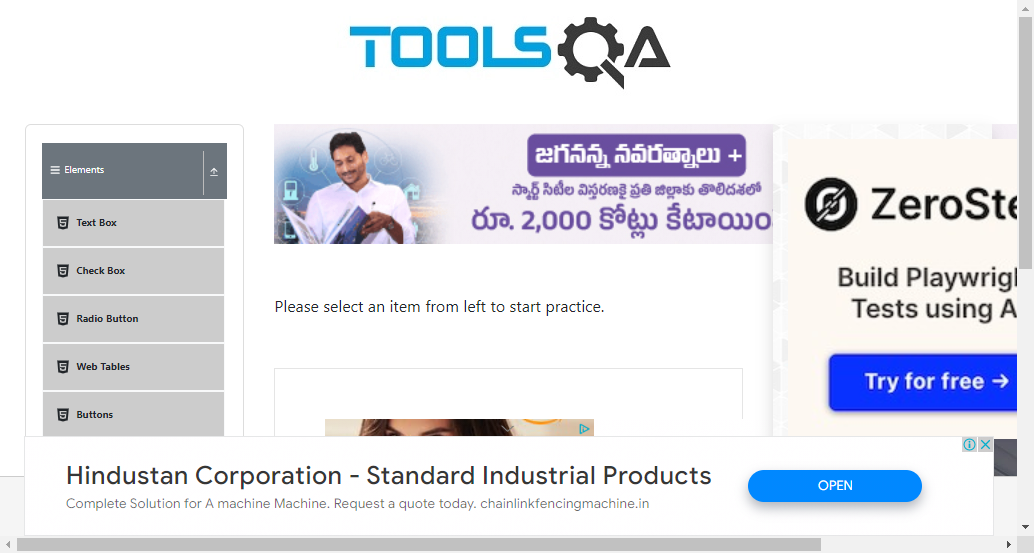 TOOLSQA
Elements
Text Box
Check Box
Radio Button
Web Tables
Buttons
జగనన్న నవరత్నాలు +
స్మార్ట్ సిటీల విస్తరణకై ప్రతి జిల్లాకు తొలిదశలో
రూ. 2,000 కోట్లు కేటాయిం
Please select an item from left to start practice.
ZeroSte
Build Playwrig
Tests using A
Try for free →
Hindustan Corporation - Standard Industrial Products
Complete Solution for A machine Machine. Request a quote today. chainlinkfencingmachine.in
OPEN